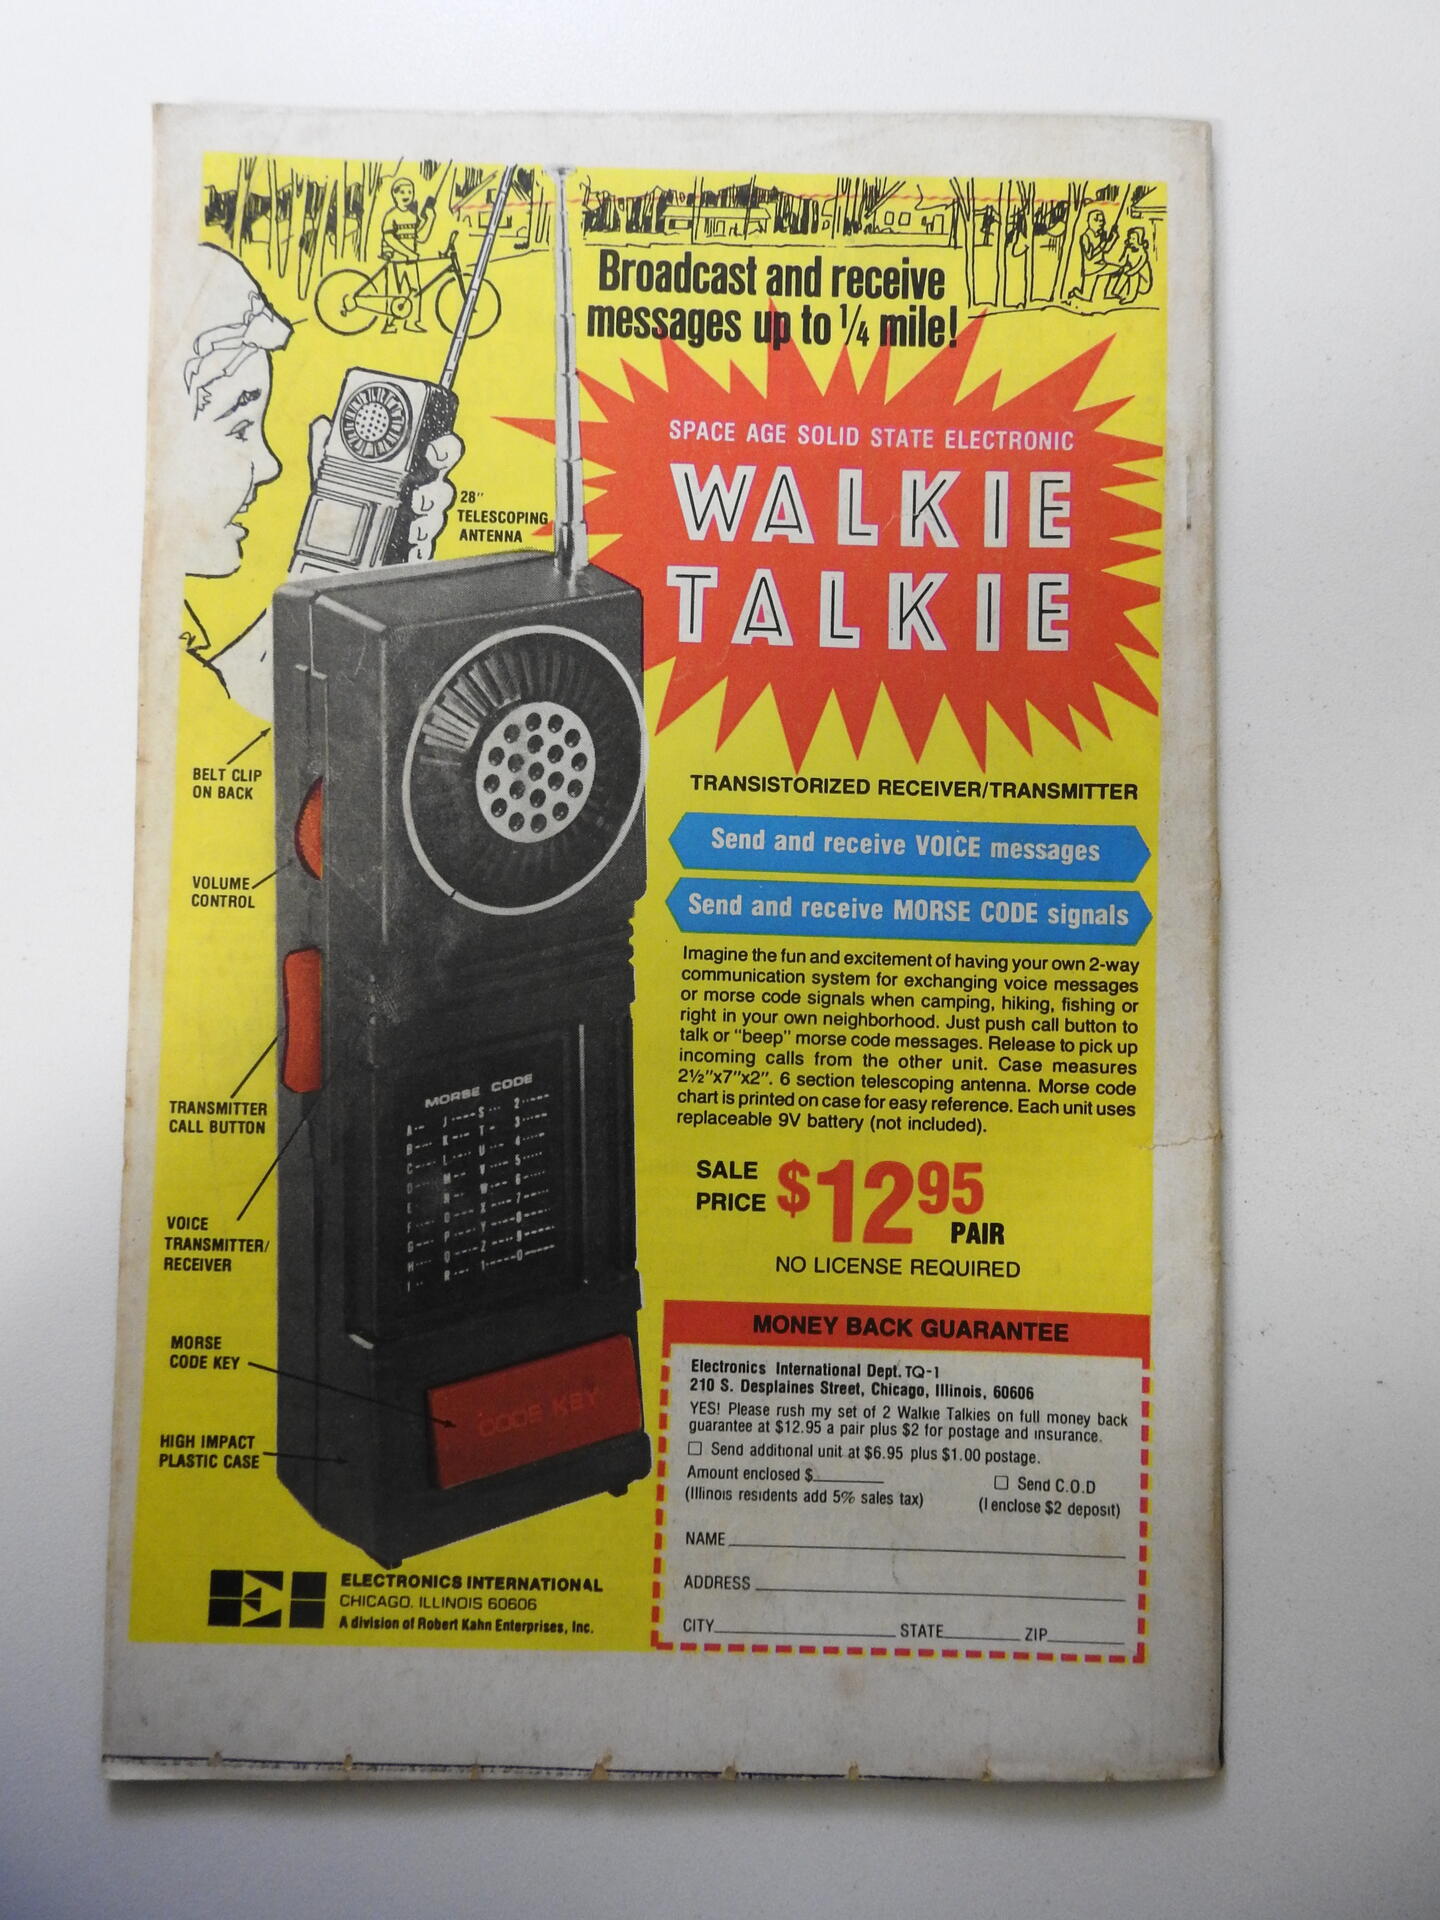 Broadcast and receive
messages up to 1/4 mile!
SPACE AGE SOLID STATE ELECTRONIC
WALKIE
TALKIE
28"
TELESCOPING
ANTENNA
BELT CLIP
ON BACK
VOLUME
CONTROL
TRANSMITTER
CALL BUTTON
VOICE
TRANSMITTER/
RECEIVER
MORSE
CODE KEY
HIGH IMPACT
PLASTIC CASE
MORSE CODE
CODE KEY
TRANSISTORIZED RECEIVER/TRANSMITTER
Send and receive VOICE messages
Send and receive MORSE CODE signals
Imagine the fun and excitement of having your own 2-way
communication system for exchanging voice messages
or morse code signals when camping, hiking, fishing or
right in your own neighborhood. Just push call button to
talk or "beep" morse code messages. Release to pick up
incoming calls from the other unit. Case measures
2½"x7"x2". 6 section telescoping antenna. Morse code
chart is printed on case for easy reference. Each unit uses
replaceable 9V battery (not included).
SALE
PRICE $12.95
PAIR
NO LICENSE REQUIRED
MONEY BACK GUARANTEE
Electronics International Dept. TQ-1
210 S. Desplaines Street, Chicago, Illinois, 60606
YES! Please rush my set of 2 Walkie Talkies on full money back
guarantee at $12.95 a pair plus $2 for postage and insurance.
☐ Send additional unit at $6.95 plus $1.00 postage.
Amount enclosed $________ ☐ Send C.O.D
(Illinois residents add 5% sales tax) (I enclose $2 deposit)
NAME
ADDRESS
CITY STATE ZIP
ELECTRONICS INTERNATIONAL
CHICAGO, ILLINOIS 60606
A division of Robert Kahn Enterprises, Inc.